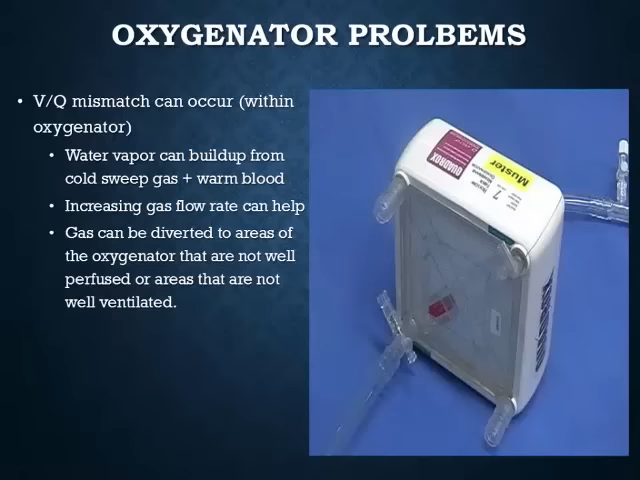 OXYGENATOR PROLBEMS
• V/Q mismatch can occur (within
oxygenator)
• Water vapor can buildup from
cold sweep gas + warm blood
• Increasing gas flow rate can help
• Gas can be diverted to areas of
the oxygenator that are not well
perfused or areas that are not
well ventilated.
QUADROX
Muster
7
QUADROX